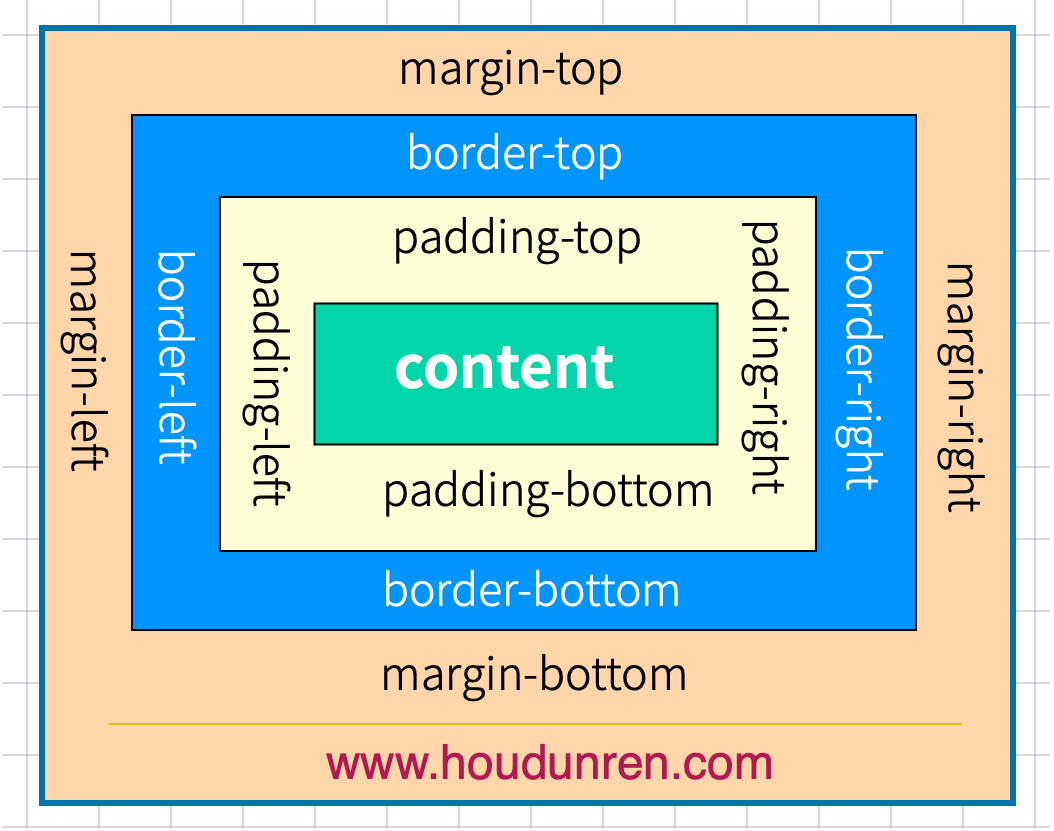 margin-top
border-top
padding-top
margin-left
border-left
padding-left
content
padding-right
border-right
margin-right
padding-bottom
border-bottom
margin-bottom
www.houdunren.com